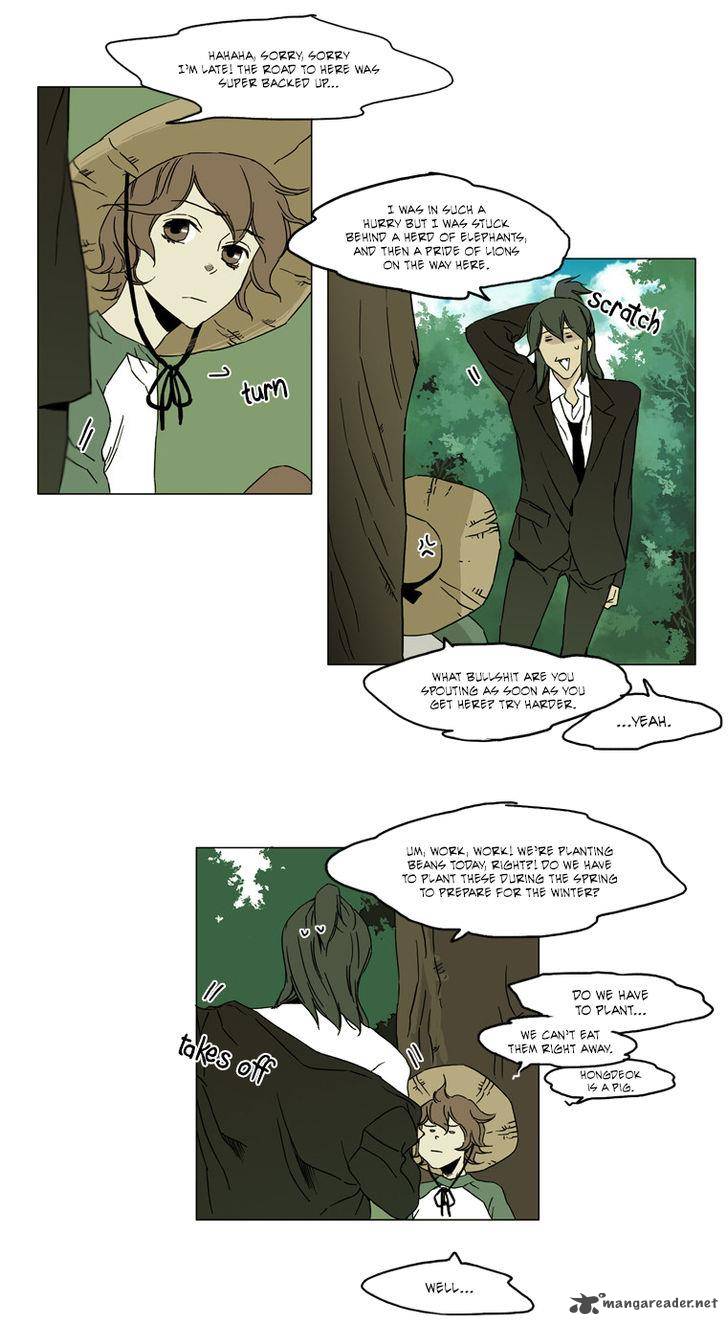 HAHAHA, SORRY, SORRY
I'M LATE! THE ROAD TO HERE WAS
SUPER BACKED UP...
I WAS IN SUCH A
HURRY BUT I WAS STUCK
BEHIND A HERD OF ELEPHANTS,
AND THEN A PRIDE OF LIONS
ON THE WAY HERE.
scratch
turn
WHAT BULLSHIT ARE YOU
SPOUTING AS SOON AS YOU
GET HERE? TRY HARDER.
...YEAH.
UM, WORK, WORK! WE'RE PLANTING
BEANS TODAY, RIGHT?! DO WE HAVE
TO PLANT THESE DURING THE SPRING
TO PREPARE FOR THE WINTER?
DO WE HAVE
TO PLANT...
WE CAN'T EAT
THEM RIGHT AWAY.
HONGDEOK
IS A PIG.
takes off
WELL...
mangareader.net